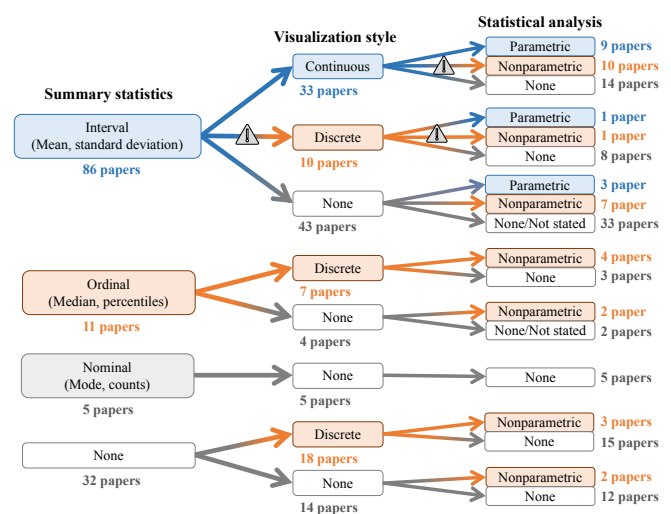 Summary statistics
Visualization style
Statistical analysis
Interval
(Mean, standard deviation)
86 papers
Continuous
33 papers
Parametric 9 papers
Nonparametric 10 papers
None 14 papers
Discrete
10 papers
Parametric 1 paper
Nonparametric 1 paper
None 8 papers
None
43 papers
Parametric 3 paper
Nonparametric 7 paper
None/Not stated 33 papers
Ordinal
(Median, percentiles)
11 papers
Discrete
7 papers
Nonparametric 4 papers
None 3 papers
None
4 papers
Nonparametric 2 paper
None/Not stated 2 papers
Nominal
(Mode, counts)
5 papers
None
5 papers
None 5 papers
None
32 papers
Discrete
18 papers
Nonparametric 3 papers
None 15 papers
None
14 papers
Nonparametric 2 papers
None 12 papers